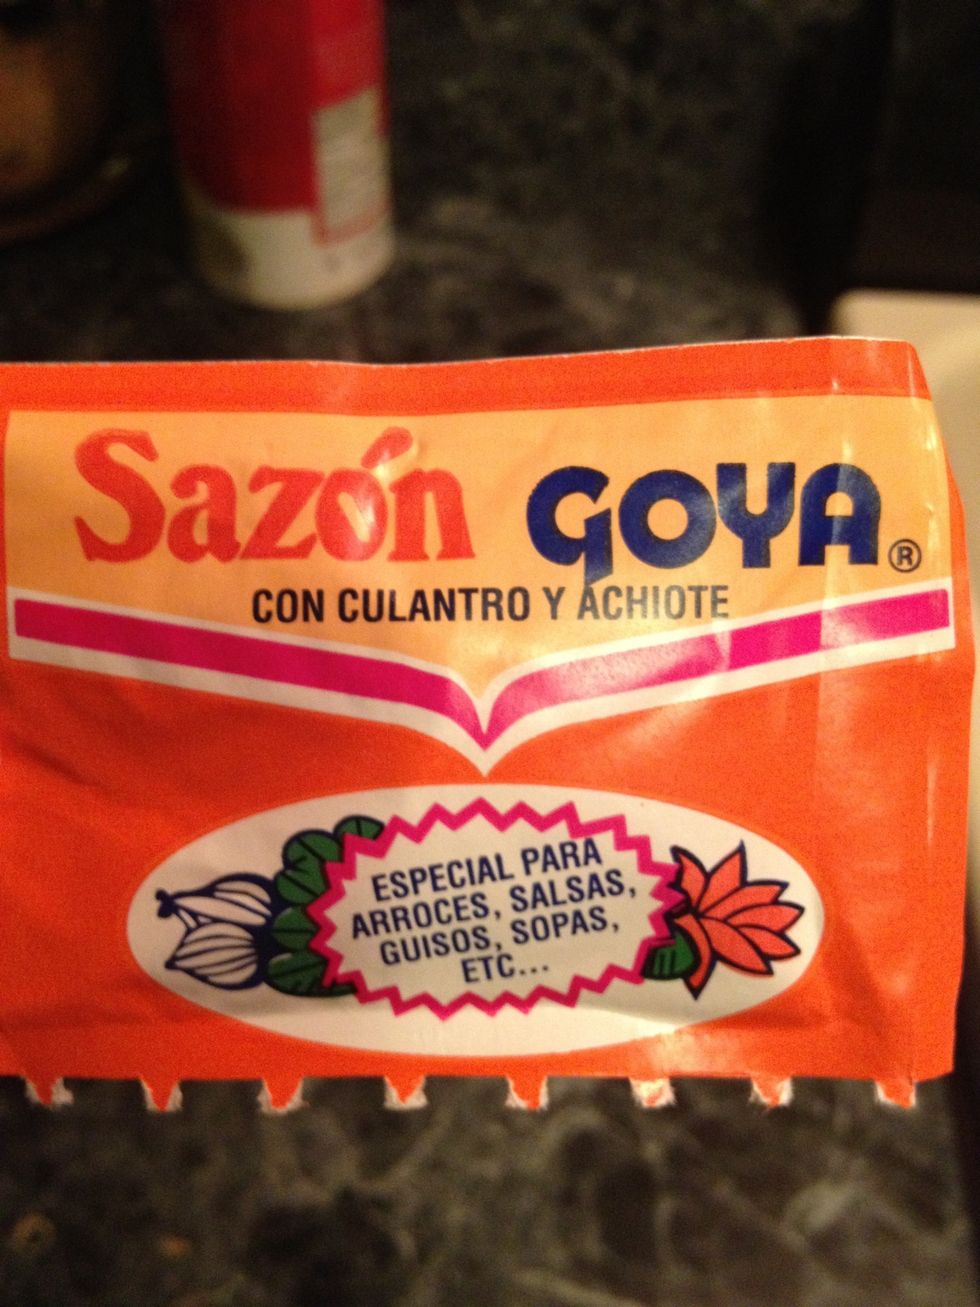 Sazón GOYA®
CON CULANTRO Y ACHIOTE
ESPECIAL PARA
ARROCES, SALSAS,
GUISOS, SOPAS,
ETC...